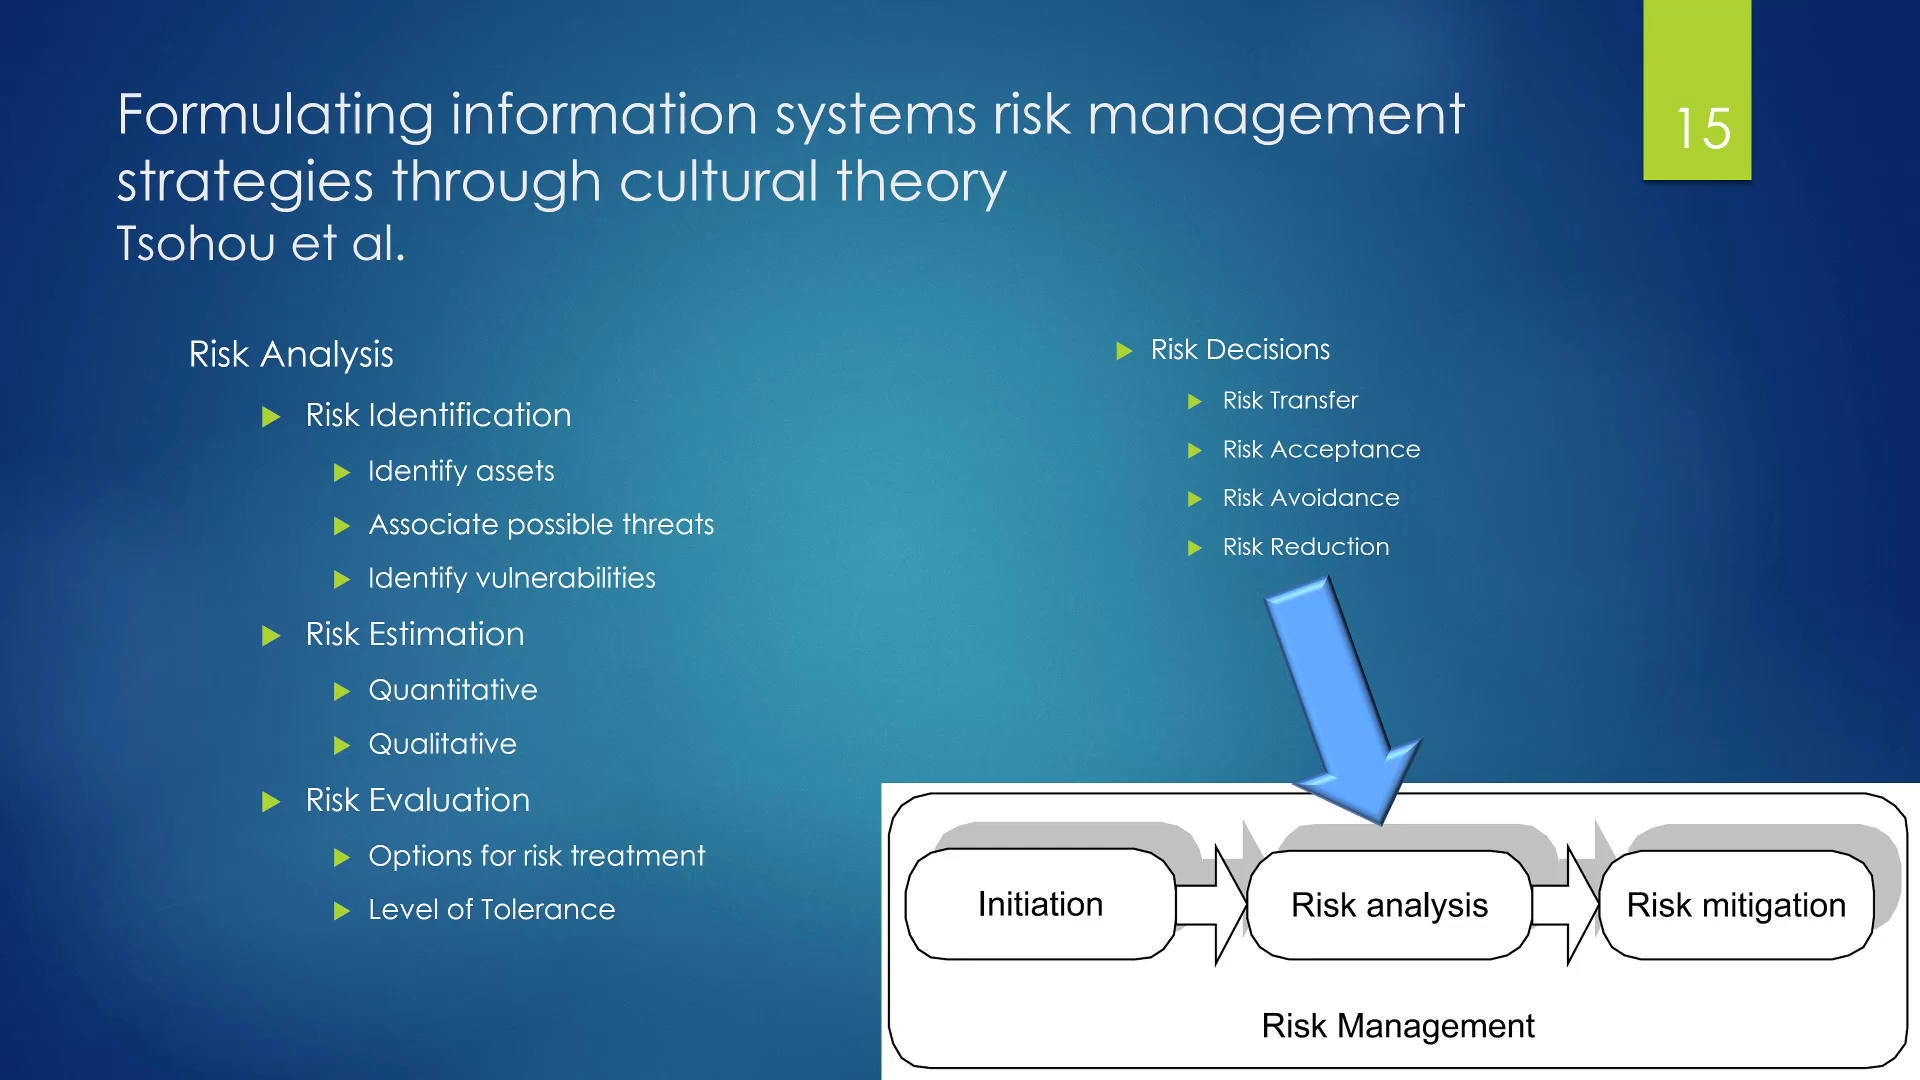 Formulating information systems risk management
strategies through cultural theory
Tsohou et al.
15
Risk Analysis
Risk Identification
Identify assets
Associate possible threats
Identify vulnerabilities
Risk Estimation
Quantitative
Qualitative
Risk Evaluation
Options for risk treatment
Level of Tolerance
Risk Decisions
Risk Transfer
Risk Acceptance
Risk Avoidance
Risk Reduction
Initiation
Risk analysis
Risk mitigation
Risk Management